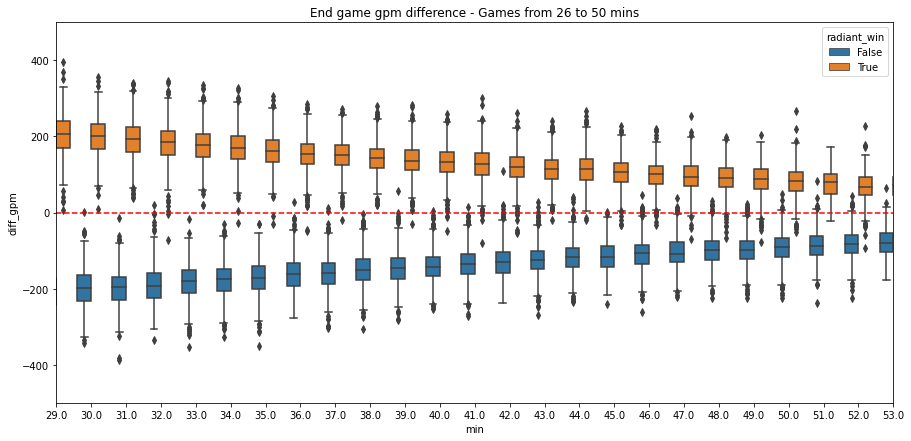 End game gpm difference - Games from 26 to 50 mins
radiant_win
False
True
400
200
0
−200
−400
diff_gpm
29.0 30.0 31.0 32.0 33.0 34.0 35.0 36.0 37.0 38.0 39.0 40.0 41.0 42.0 43.0 44.0 45.0 46.0 47.0 48.0 49.0 50.0 51.0 52.0 53.0
min